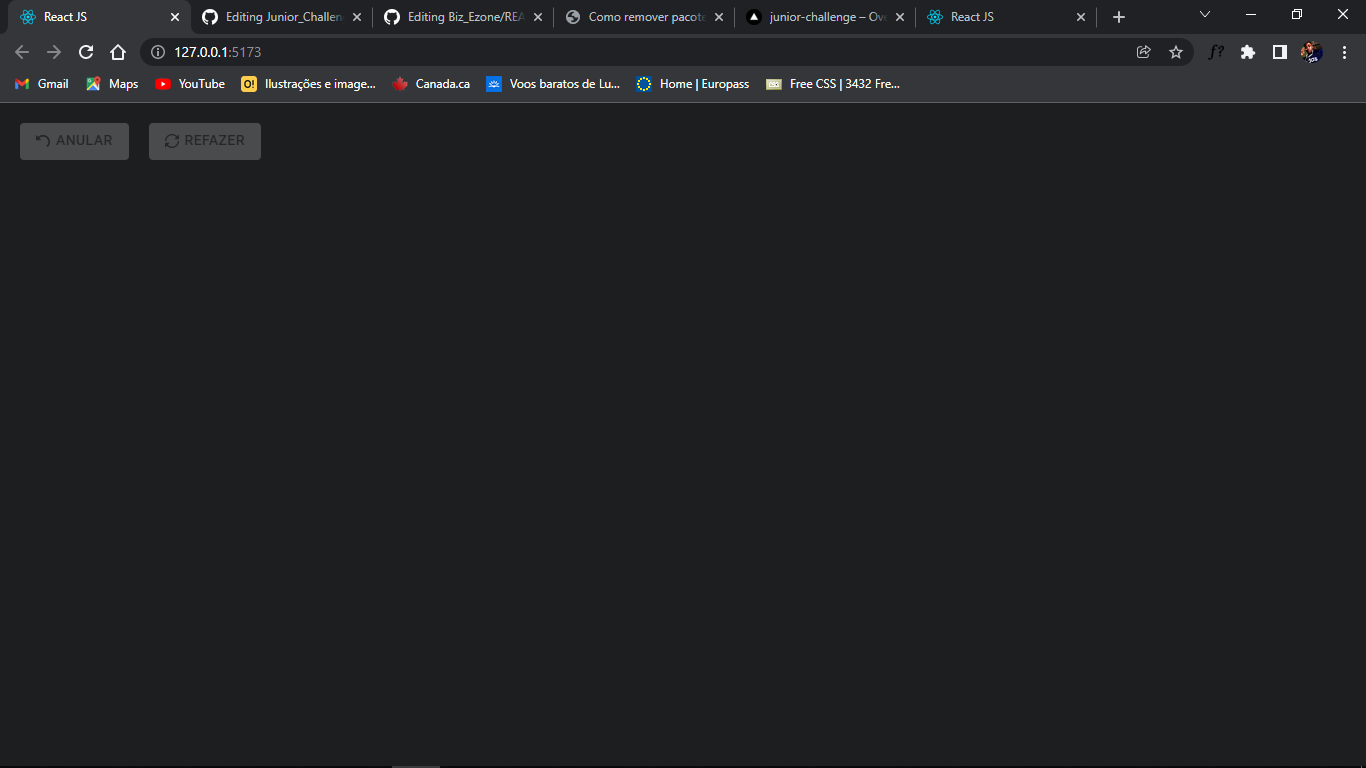 React JS
Editing Junior_Challen
Editing Biz_Ezone/REA
Como remover pacote
junior-challenge – Ove
React JS
127.0.0.1:5173
f?
Gmail
Maps
YouTube
O!
Ilustrações e image...
Canada.ca
Voos baratos de Lu...
Home | Europass
CSS
Free CSS | 3432 Fre...
ANULAR
REFAZER